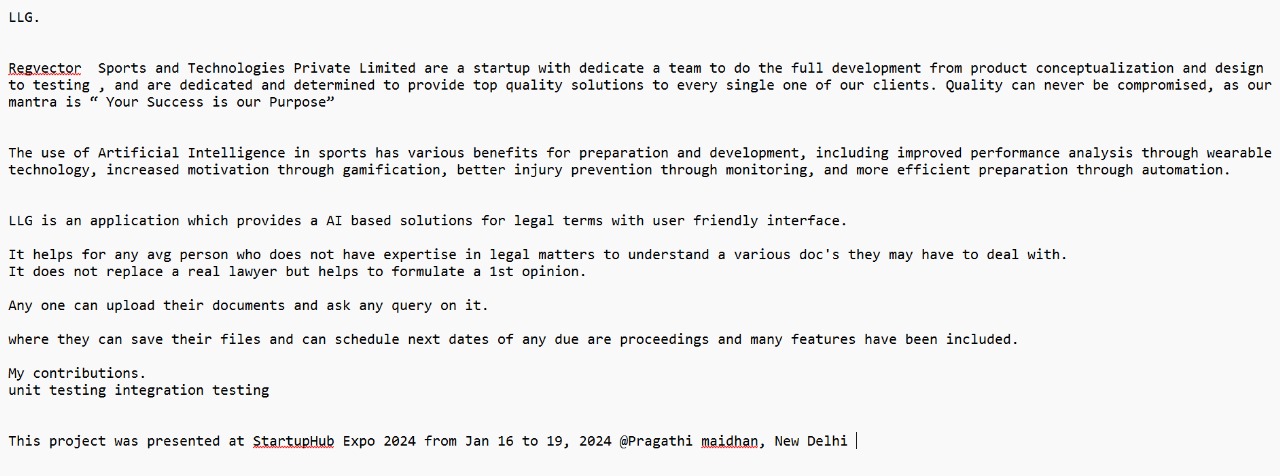 LLG.
Regvector  Sports and Technologies Private Limited are a startup with dedicate a team to do the full development from product conceptualization and design
to testing , and are dedicated and determined to provide top quality solutions to every single one of our clients. Quality can never be compromised, as our
mantra is “ Your Success is our Purpose”
The use of Artificial Intelligence in sports has various benefits for preparation and development, including improved performance analysis through wearable
technology, increased motivation through gamification, better injury prevention through monitoring, and more efficient preparation through automation.
LLG is an application which provides a AI based solutions for legal terms with user friendly interface.
It helps for any avg person who does not have expertise in legal matters to understand a various doc's they may have to deal with.
It does not replace a real lawyer but helps to formulate a 1st opinion.
Any one can upload their documents and ask any query on it.
where they can save their files and can schedule next dates of any due are proceedings and many features have been included.
My contributions.
unit testing integration testing
This project was presented at StartupHub Expo 2024 from Jan 16 to 19, 2024 @Pragathi maidhan, New Delhi